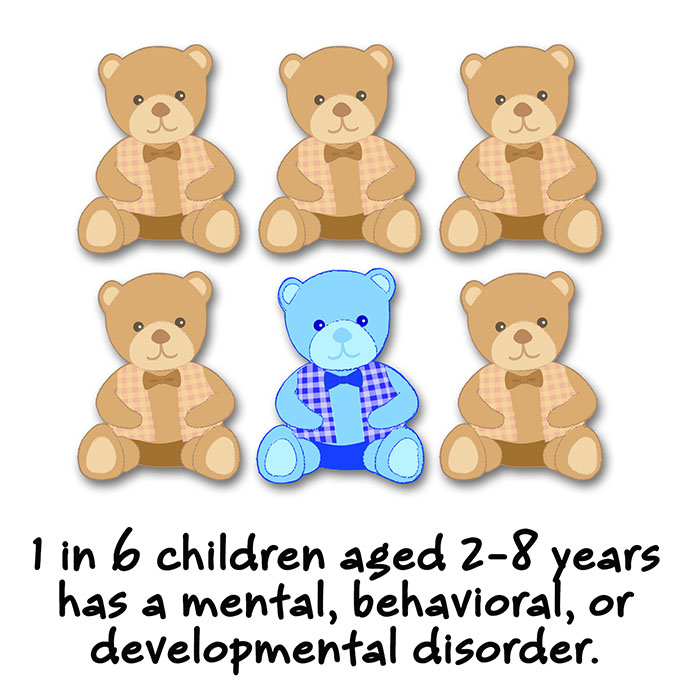 1 in 6 children aged 2-8 years
has a mental, behavioral, or
developmental disorder.